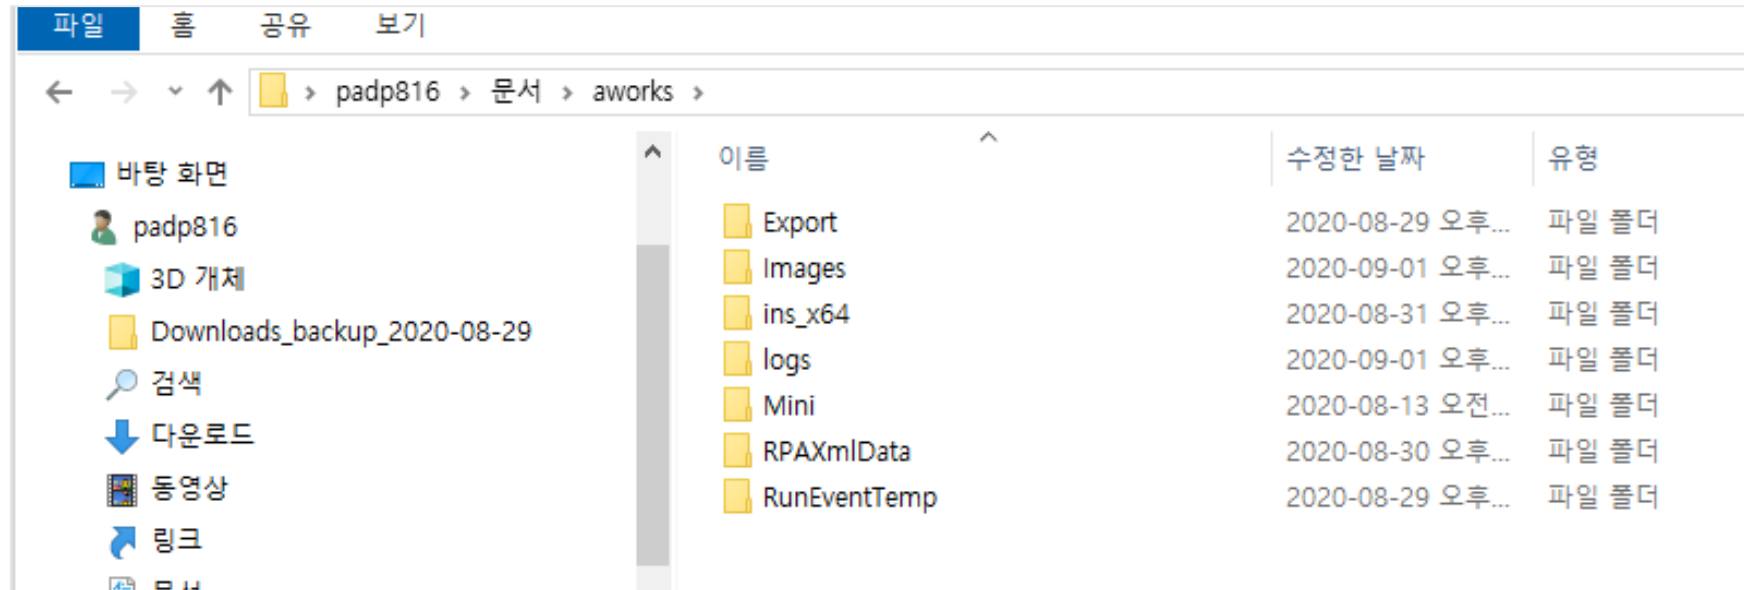 파일 홈 공유 보기
padp816 > 문서 > aworks >
바탕 화면
padp816
3D 개체
Downloads_backup_2020-08-29
검색
다운로드
동영상
링크
문서
이름 수정한 날짜 유형
Export 2020-08-29 오후... 파일 폴더
Images 2020-09-01 오후... 파일 폴더
ins_x64 2020-08-31 오후... 파일 폴더
logs 2020-09-01 오후... 파일 폴더
Mini 2020-08-13 오전... 파일 폴더
RPAXmlData 2020-08-30 오후... 파일 폴더
RunEventTemp 2020-08-29 오후... 파일 폴더